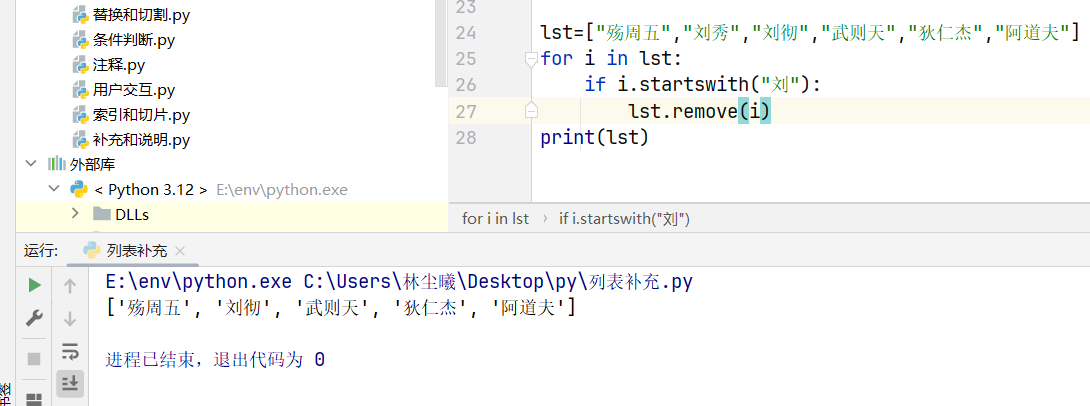 替换和切割.py
条件判断.py
注释.py
用户交互.py
索引和切片.py
补充和说明.py
外部库
< Python 3.12 > E:\env\python.exe
DLLs
23
24 lst=["殇周五","刘秀","刘彻","武则天","狄仁杰","阿道夫"]
25 for i in lst:
26 if i.startswith("刘"):
27 lst.remove(i)
28 print(lst)
for i in lst › if i.startswith("刘")
运行: 列表补充 ×
E:\env\python.exe C:\Users\林尘曦\Desktop\py\列表补充.py
['殇周五', '刘彻', '武则天', '狄仁杰', '阿道夫']
进程已结束，退出代码为 0